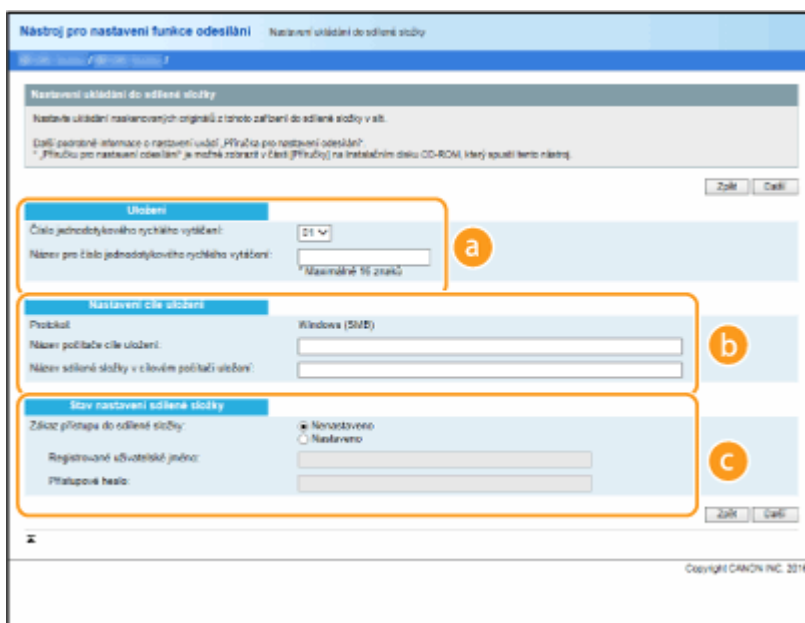 Nástroj pro nastavení funkce odesílání Nastavení ukládání do sdílené složky
Nastavení ukládání do sdílené složky
Nastavte ukládání naskenovaných originálů z tohoto zařízení do sdílené složky v síti.
Další podrobné informace o nastavení uvádí „Příručka pro nastavení odesílání".
* „Příručku pro nastavení odesílání" je možné zobrazit v části [Příručky] na Instalačním disku CD-ROM, který spustí tento nástroj.
Zpět Další
Uložení
Číslo jednodotykového rychlého vytáčení: 01
Název pro číslo jednodotykového rychlého vytáčení:
* Maximálně 16 znaků
a
Nastavení cíle uložení
Protokol: Windows (SMB)
Název počítače cíle uložení:
Název sdílené složky v cílovém počítači uložení:
b
Stav nastavení sdílené složky
Zákaz přístupu do sdílené složky: Nenastaveno
Nastaveno
Registrované uživatelské jméno:
Přístupové heslo:
c
Zpět Další
Copyright CANON INC. 2016